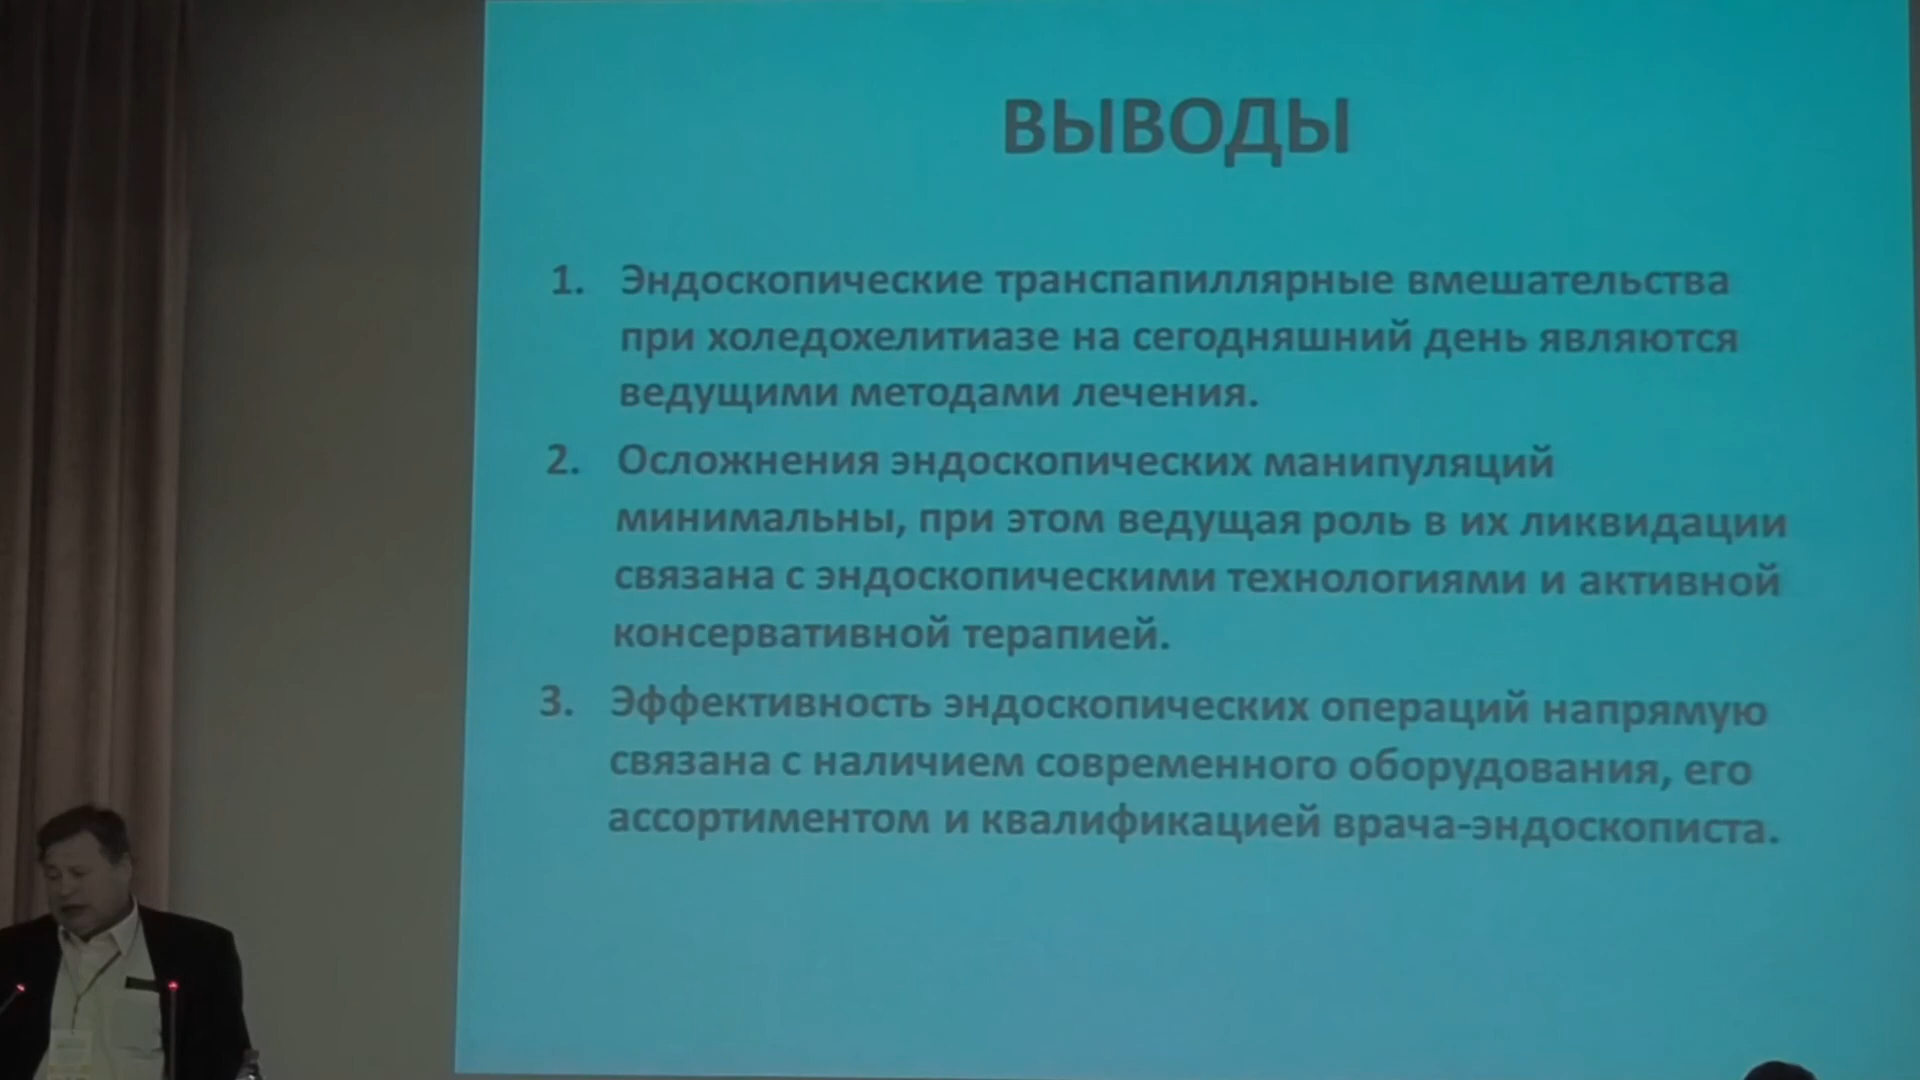 ВЫВОДЫ
1. Эндоскопические транспапиллярные вмешательства
при холедохелитиазе на сегодняшний день являются
ведущими методами лечения.
2. Осложнения эндоскопических манипуляций
минимальны, при этом ведущая роль в их ликвидации
связана с эндоскопическими технологиями и активной
консервативной терапией.
3. Эффективность эндоскопических операций напрямую
связана с наличием современного оборудования, его
ассортиментом и квалификацией врача-эндоскописта.